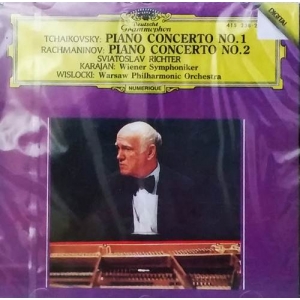 Deutsche
Grammophon
DIGITAL
TCHAIKOVSKY: PIANO CONCERTO NO.1
RACHMANINOV: PIANO CONCERTO NO.2
SVIATOSLAV RICHTER
KARAJAN: Wiener Symphoniker
WISLOCKI: Warsaw Philharmonic Orchestra
NUMERIQUE